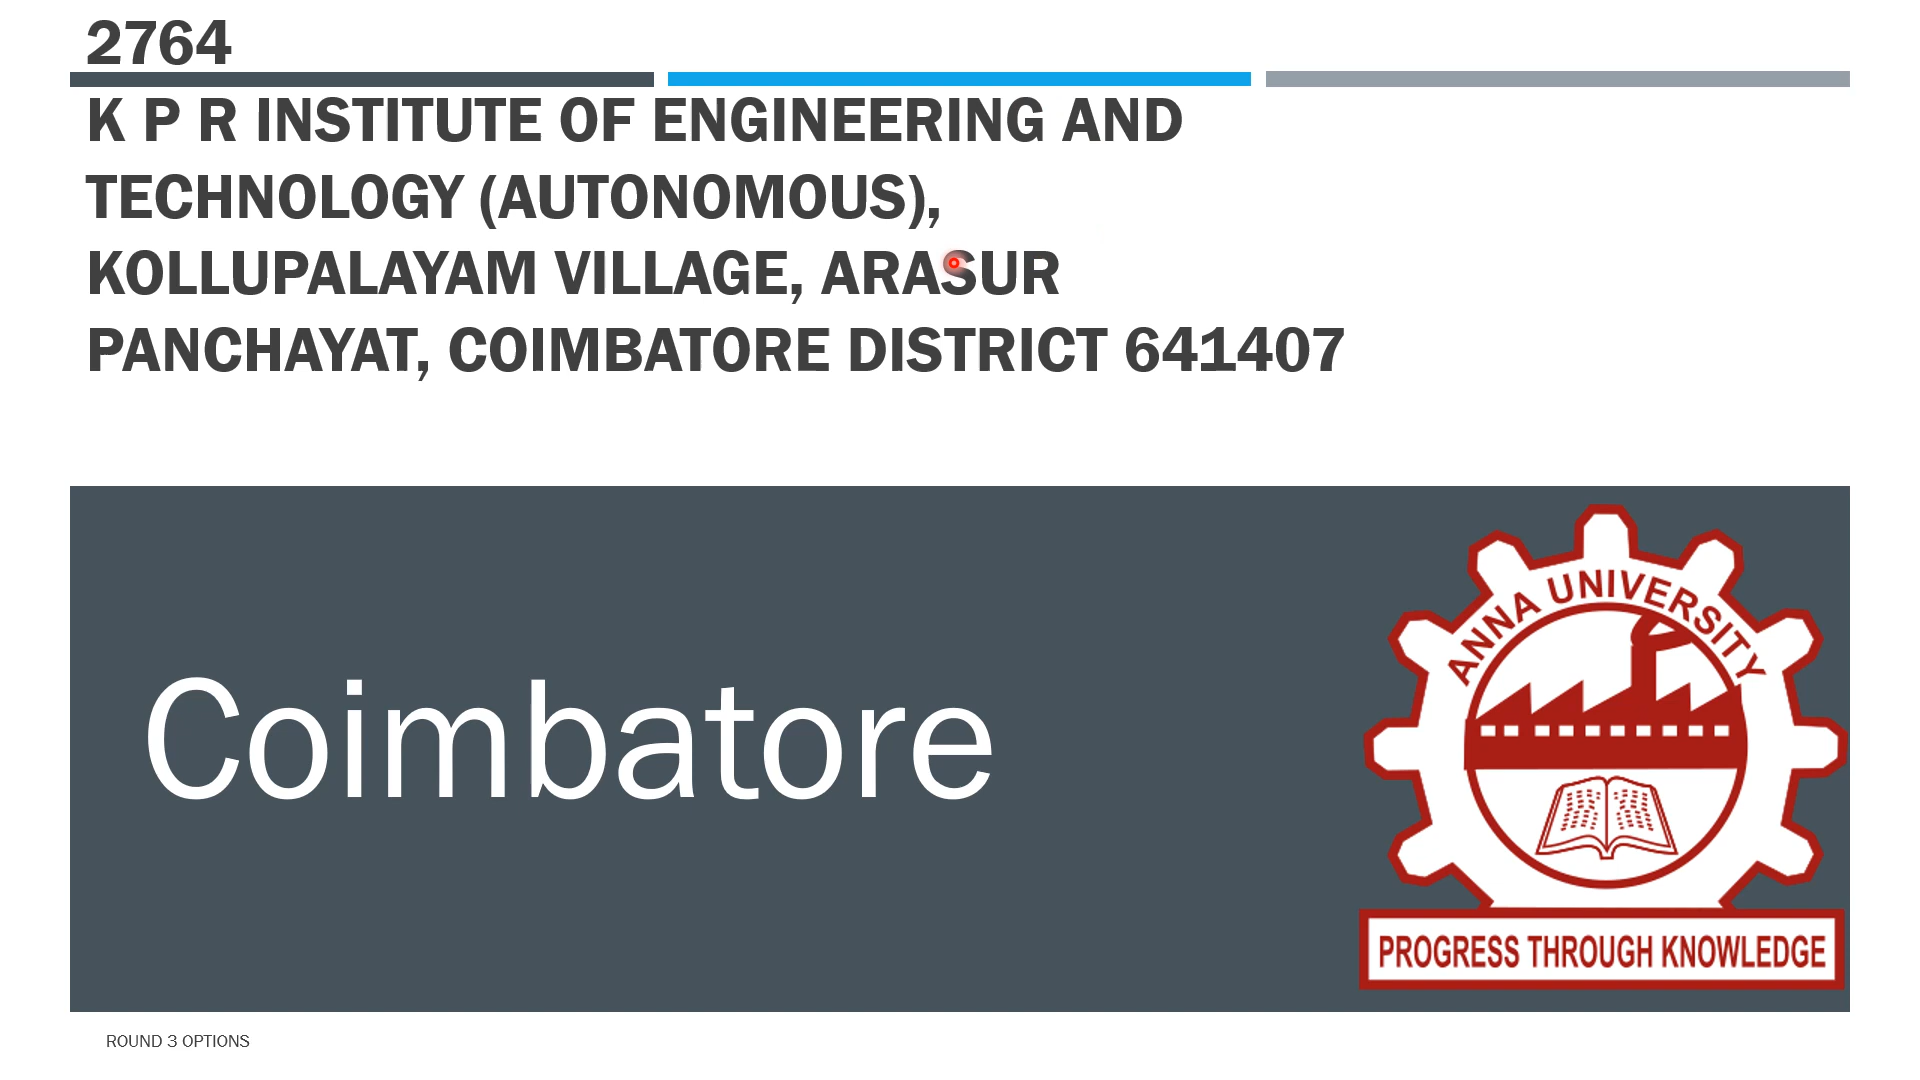 2764
K P R INSTITUTE OF ENGINEERING AND
TECHNOLOGY (AUTONOMOUS),
KOLLUPALAYAM VILLAGE, ARASUR
PANCHAYAT, COIMBATORE DISTRICT 641407
Coimbatore
ANNA UNIVERSITY
PROGRESS THROUGH KNOWLEDGE
ROUND 3 OPTIONS